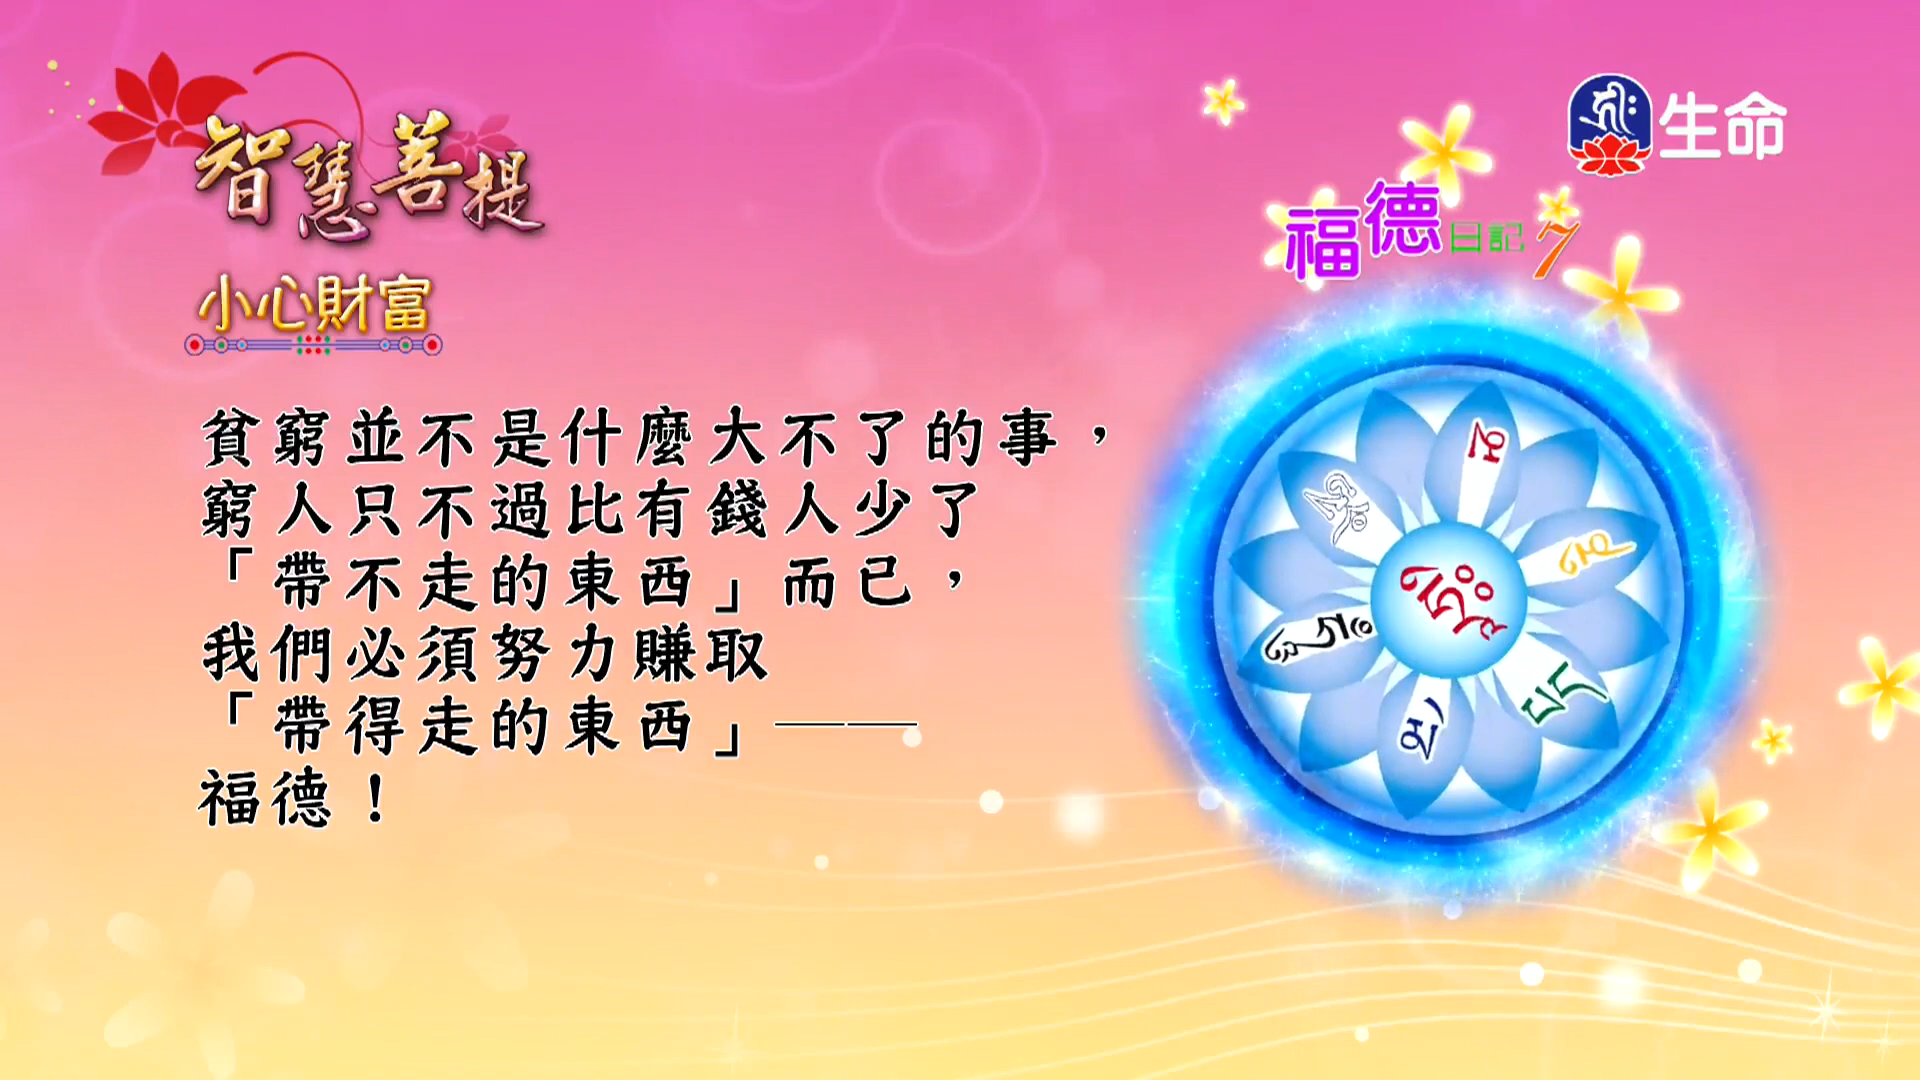 智慧菩提
生命
福德日記7
小心財富
貧窮並不是什麼大不了的事，
窮人只不過比有錢人少了
「帶不走的東西」而已，
我們必須努力賺取
「帶得走的東西」——
福德！